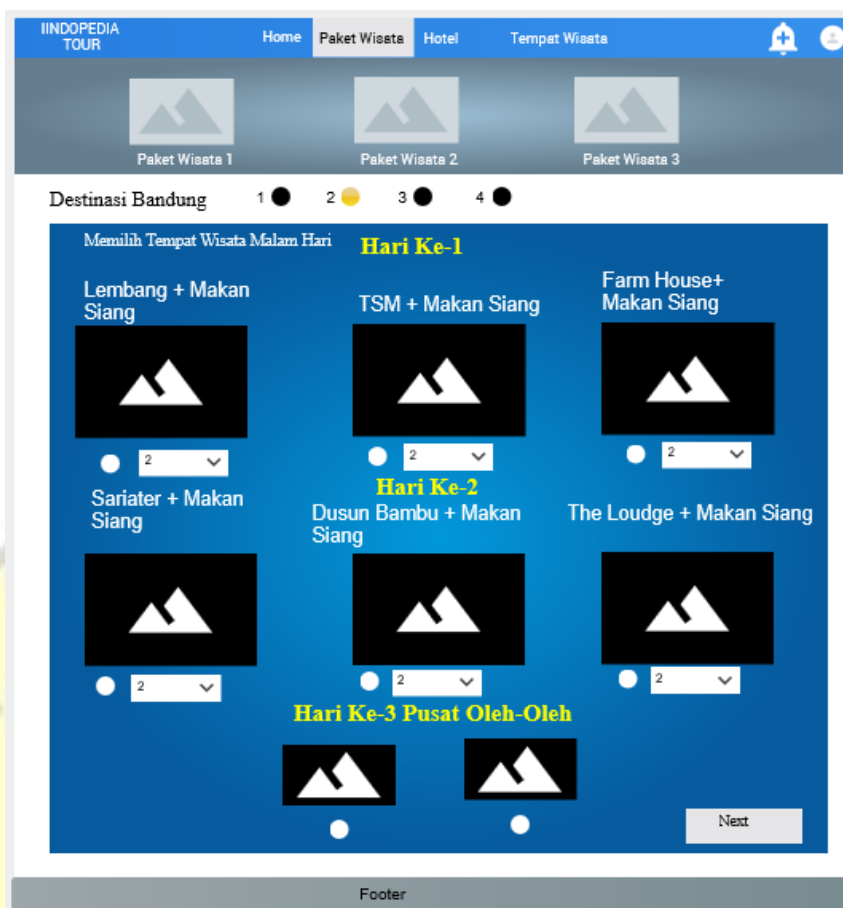 IINDOPEDIA
TOUR
Home
Paket Wisata
Hotel
Tempat Wisata
Paket Wisata 1
Paket Wisata 2
Paket Wisata 3
Destinasi Bandung
1
2
3
4
Memilih Tempat Wisata Malam Hari
Hari Ke-1
Lembang + Makan
Siang
TSM + Makan Siang
Farm House+
Makan Siang
2
2
2
Hari Ke-2
Sariater + Makan
Siang
Dusun Bambu + Makan
Siang
The Loudge + Makan Siang
2
2
2
Hari Ke-3 Pusat Oleh-Oleh
Next
Footer